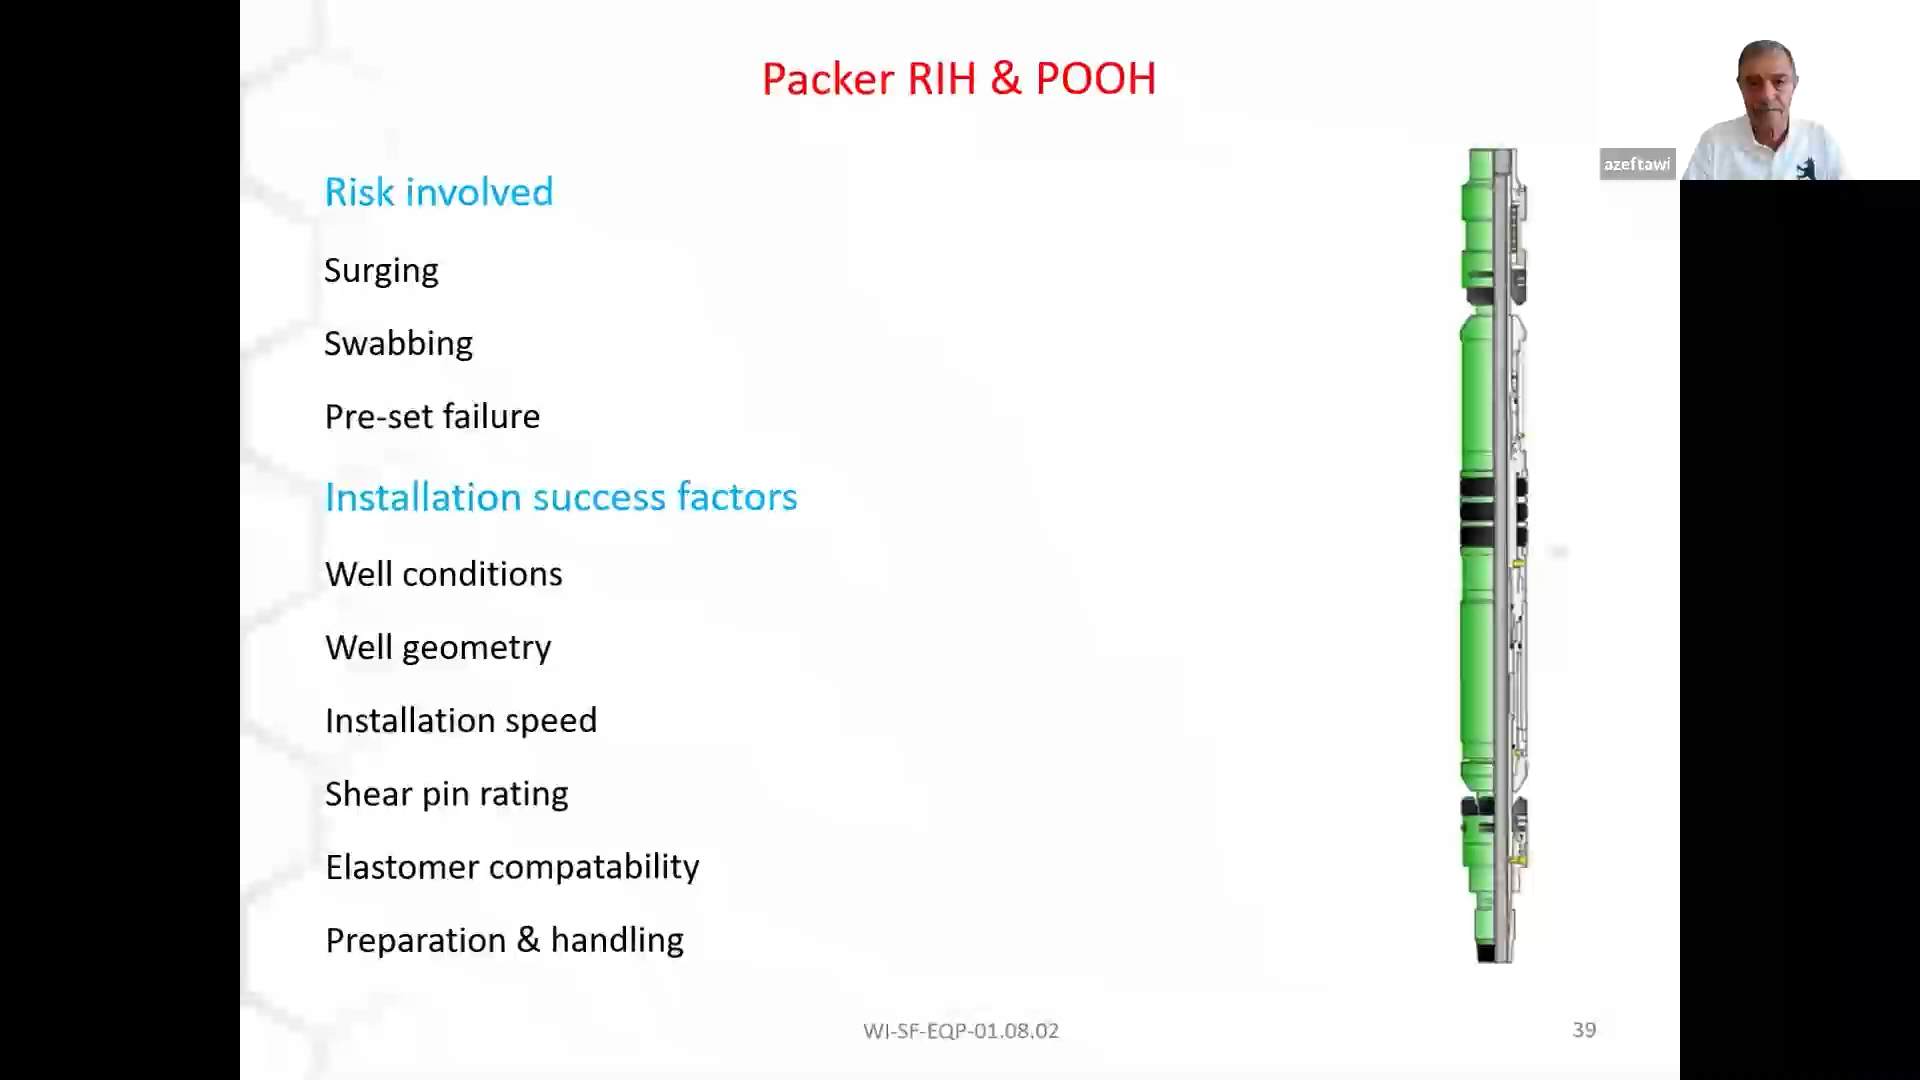 Packer RIH & POOH
azeftawi
Risk involved
Surging
Swabbing
Pre-set failure
Installation success factors
Well conditions
Well geometry
Installation speed
Shear pin rating
Elastomer compatability
Preparation & handling
WI-SF-EQP-01.08.02
39